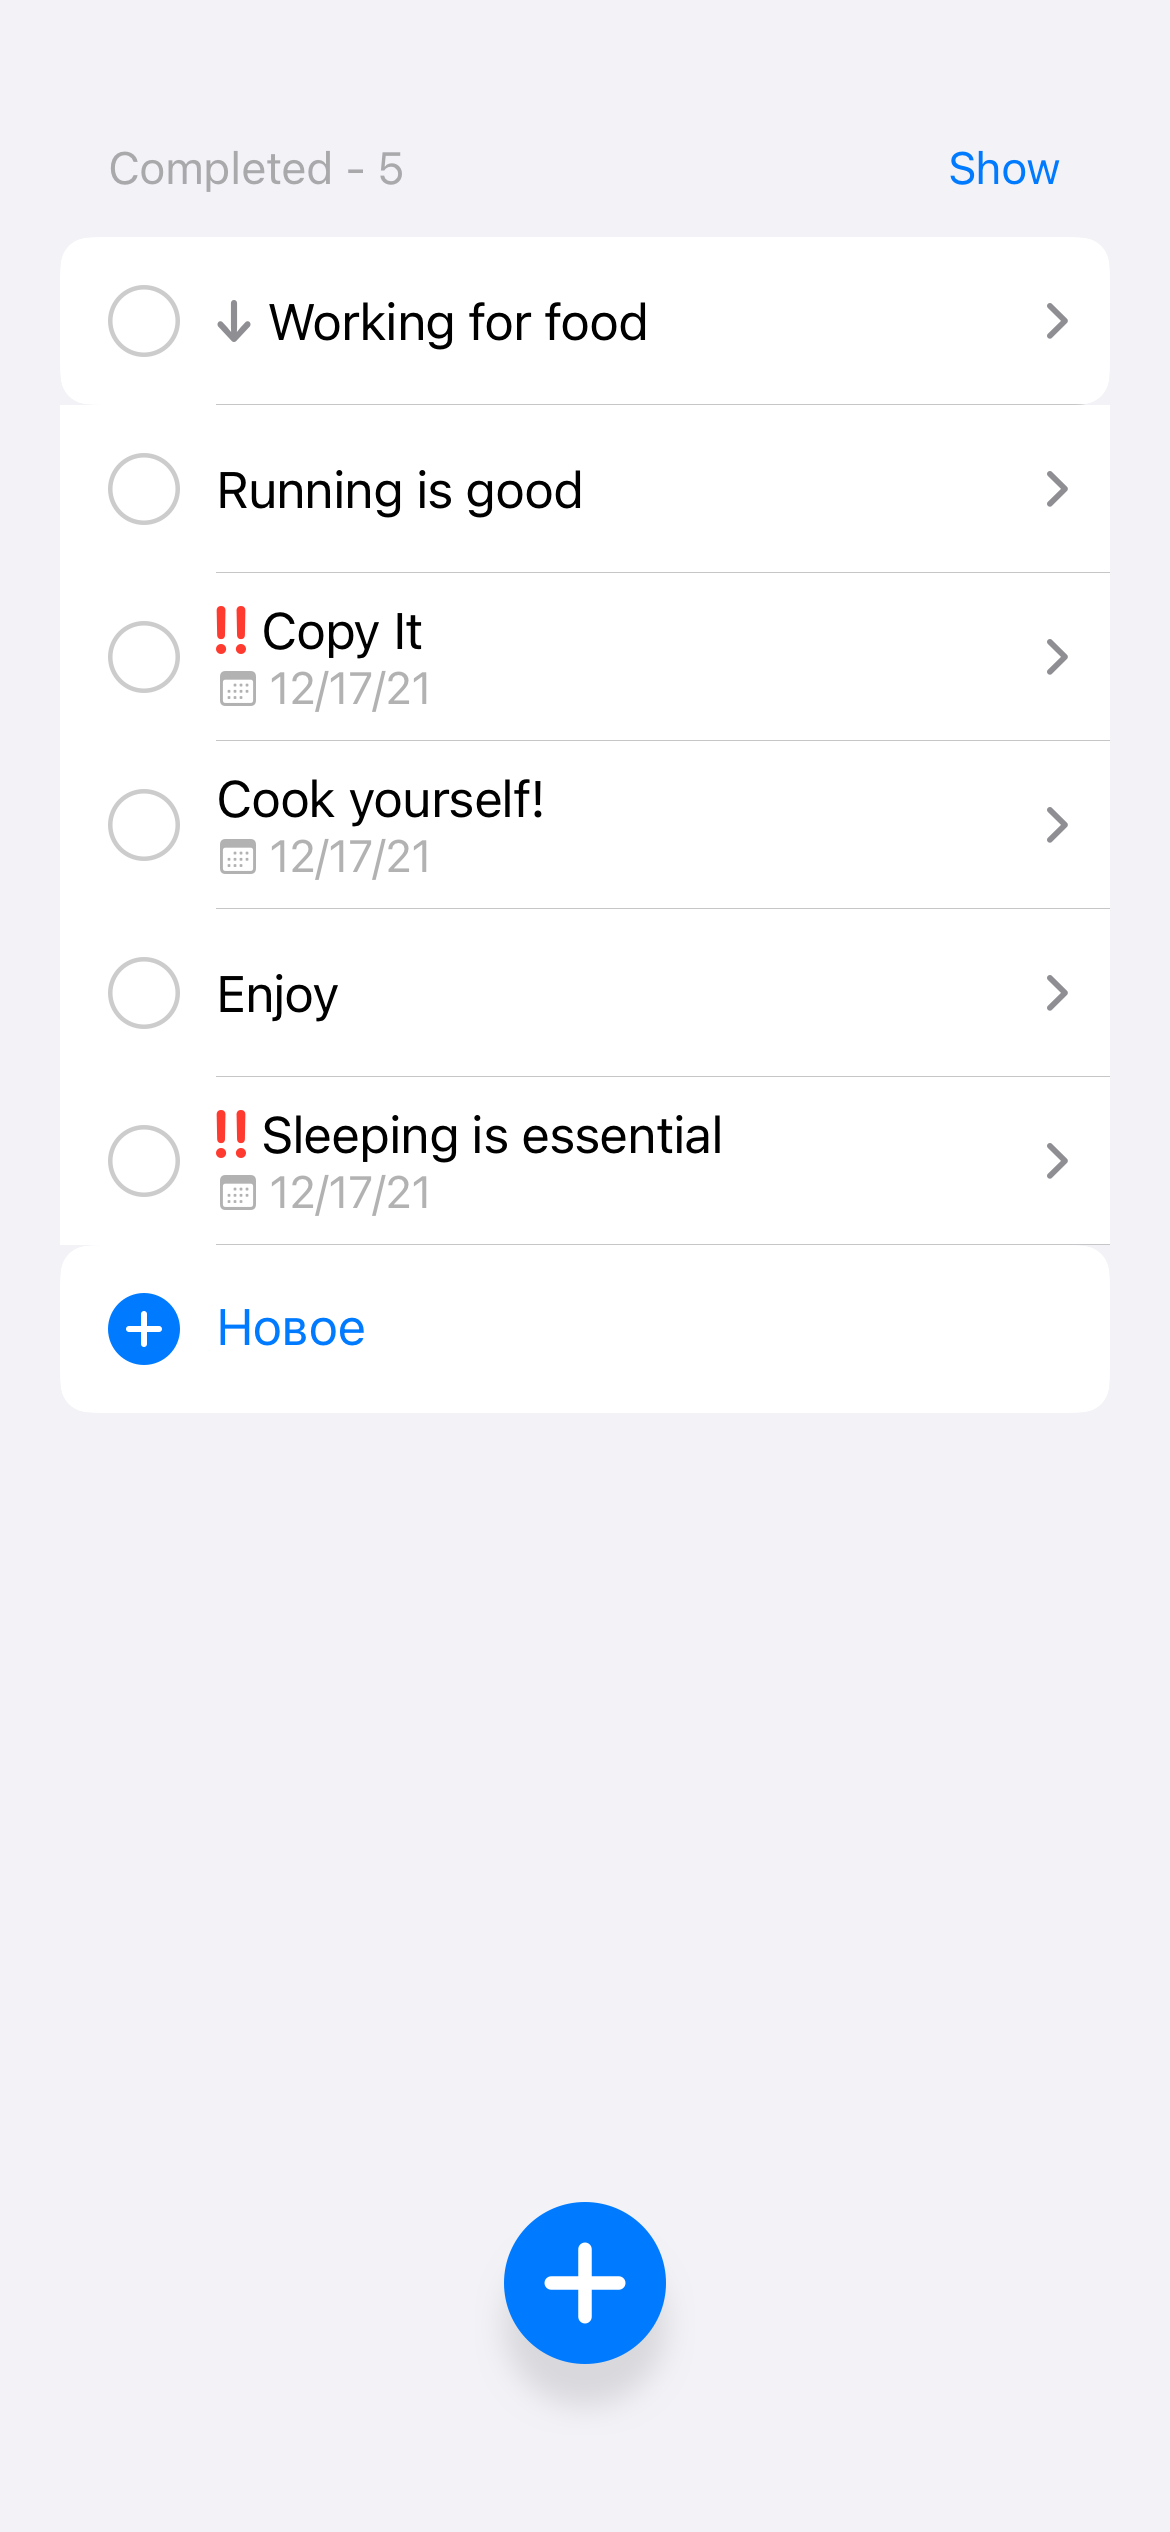 Completed - 5
Show
Working for food
Running is good
‼ Copy It
12/17/21
Cook yourself!
12/17/21
Enjoy
‼ Sleeping is essential
12/17/21
Новое